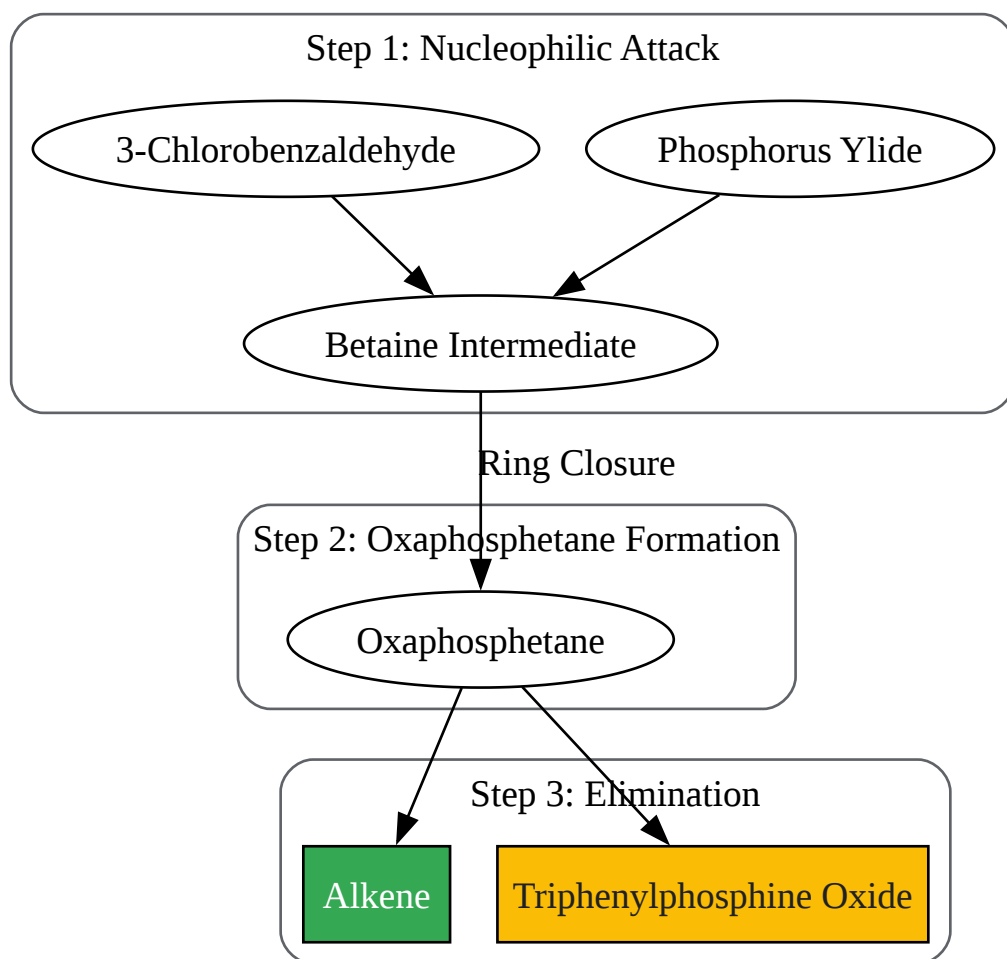 Step 1: Nucleophilic Attack
3-Chlorobenzaldehyde
Phosphorus Ylide
Betaine Intermediate
Ring Closure
Step 2: Oxaphosphetane Formation
Oxaphosphetane
Step 3: Elimination
Alkene
Triphenylphosphine Oxide